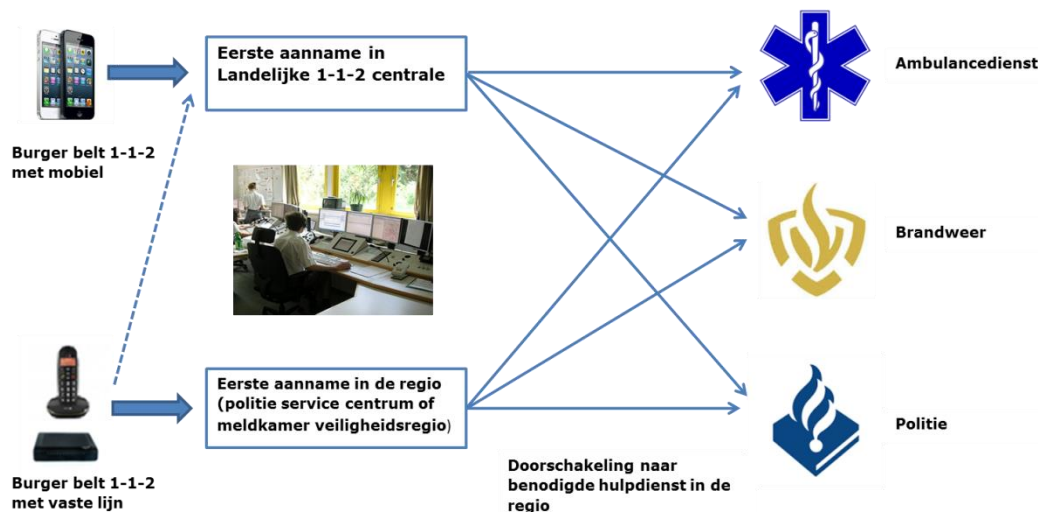 Eerste aanname in
Landelijke 1-1-2 centrale
Ambulancedienst
Burger belt 1-1-2
met mobiel
Brandweer
Eerste aanname in de regio
(politie service centrum of
meldkamer veiligheidsregio)
Politie
Burger belt 1-1-2
met vaste lijn
Doorschakeling naar
benodigde hulpdienst in de
regio